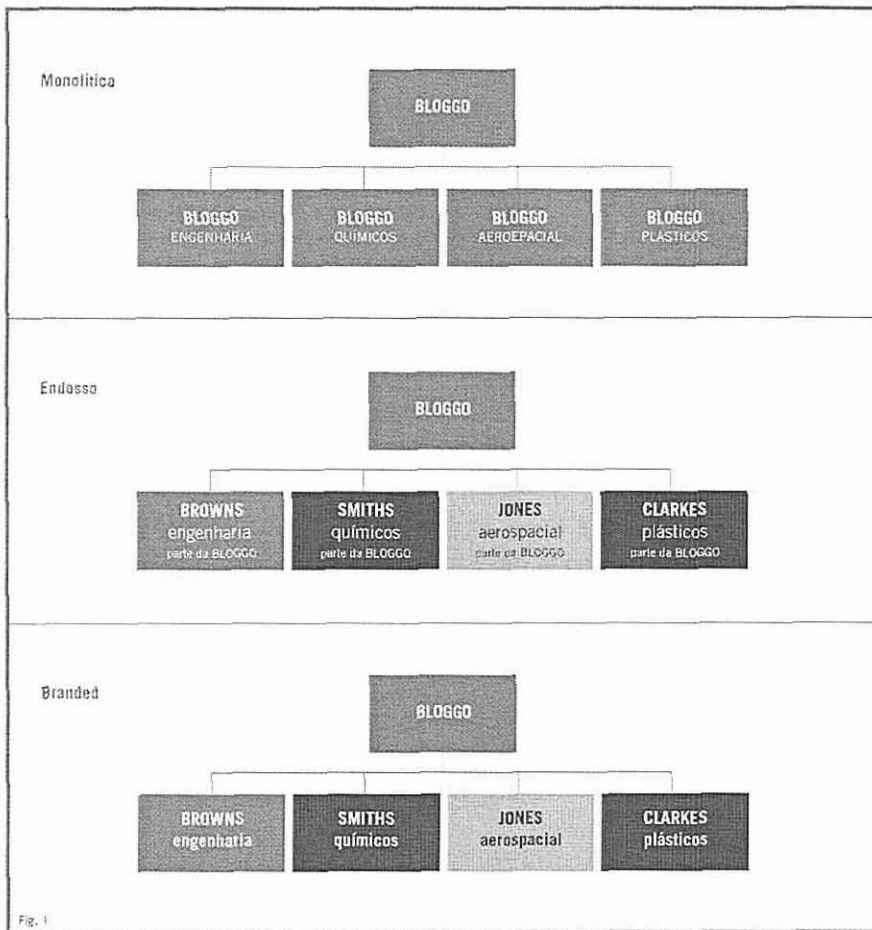 Monolítica
BLOGGO
BLOGGO
ENGENHARIA
BLOGGO
QUÍMICOS
BLOGGO
AEROEPACIAL
BLOGGO
PLÁSTICOS
Endosso
BLOGGO
BROWNS
engenharia
parte da BLOGGO
SMITHS
químicos
parte da BLOGGO
JONES
aerospacial
parte da BLOGGO
CLARKES
plásticos
parte da BLOGGO
Branded
BLOGGO
BROWNS
engenharia
SMITHS
químicos
JONES
aerospacial
CLARKES
plásticos
Fig. 1